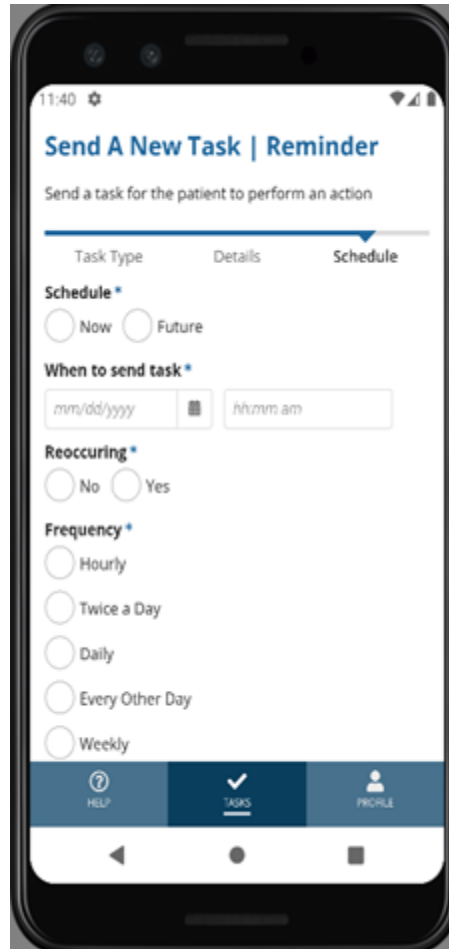 11:40
Send A New Task | Reminder
Send a task for the patient to perform an action
Task Type Details Schedule
Schedule *
Now Future
When to send task *
mm/dd/yyyy hh:mm am
Reoccuring *
No Yes
Frequency *
Hourly
Twice a Day
Daily
Every Other Day
Weekly
HELP TASKS PROFILE